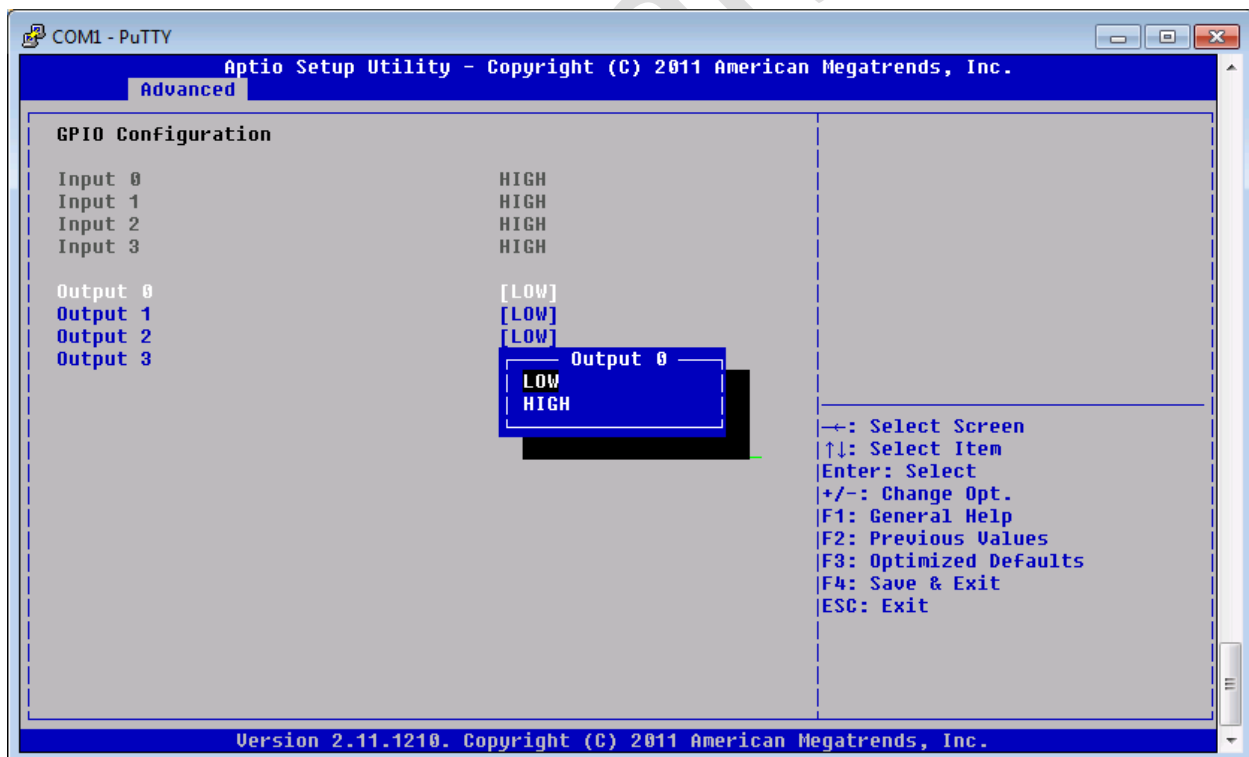 COM1 - PuTTY
Aptio Setup Utility - Copyright (C) 2011 American Megatrends, Inc.
Advanced
GPIO Configuration
Input 0 HIGH
Input 1 HIGH
Input 2 HIGH
Input 3 HIGH
Output 0 [LOW]
Output 1 [LOW]
Output 2 [LOW]
Output 3
Output 0
LOW
HIGH
→←: Select Screen
↑↓: Select Item
Enter: Select
+/-: Change Opt.
F1: General Help
F2: Previous Values
F3: Optimized Defaults
F4: Save & Exit
ESC: Exit
Version 2.11.1210. Copyright (C) 2011 American Megatrends, Inc.